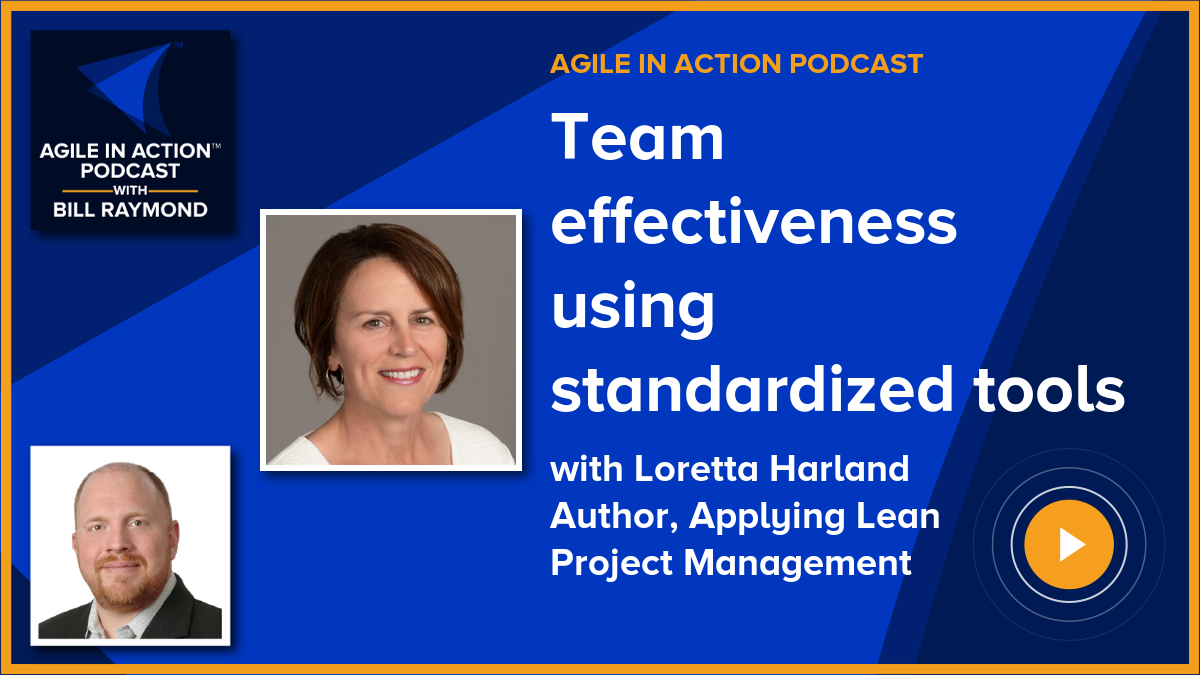 AGILE IN ACTION™
PODCAST
WITH
BILL RAYMOND
AGILE IN ACTION PODCAST
Team
effectiveness
using
standardized tools
with Loretta Harland
Author, Applying Lean
Project Management
TM